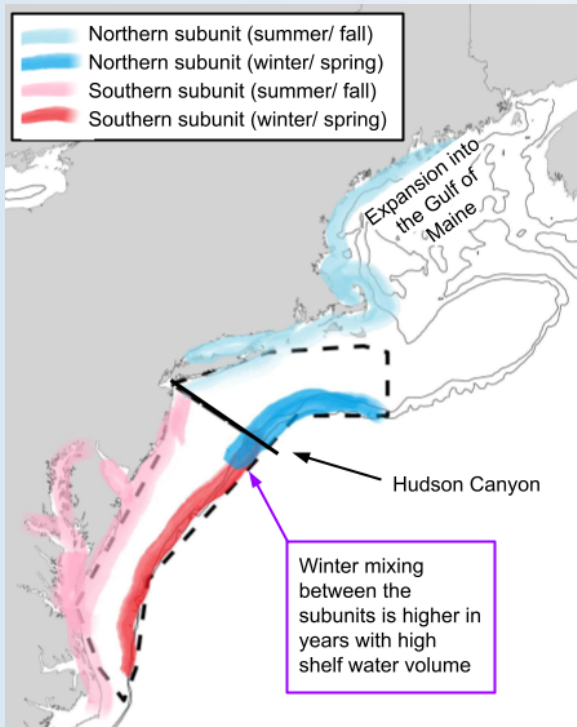 Northern subunit (summer/ fall)
Northern subunit (winter/ spring)
Southern subunit (summer/ fall)
Southern subunit (winter/ spring)
Expansion into
the Gulf of
Maine
Hudson Canyon
Winter mixing
between the
subunits is higher in
years with high
shelf water volume